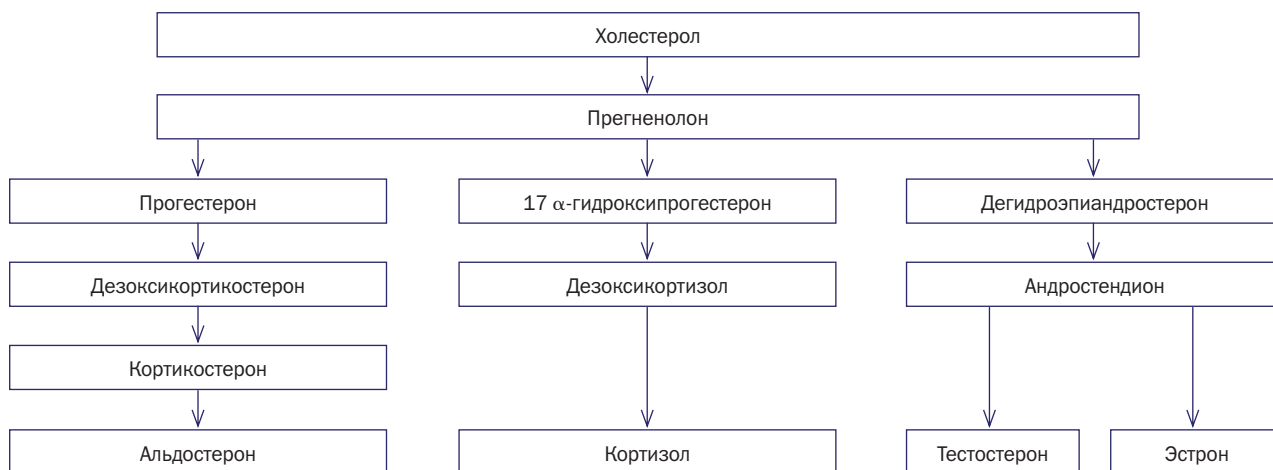 Холестерол
Прегненолон
Прогестерон
17 α-гидроксипрогестерон
Дегидроэпиандростерон
Дезоксикортикостерон
Дезоксикортизол
Андростендион
Кортикостерон
Альдостерон
Кортизол
Тестостерон
Эстрон